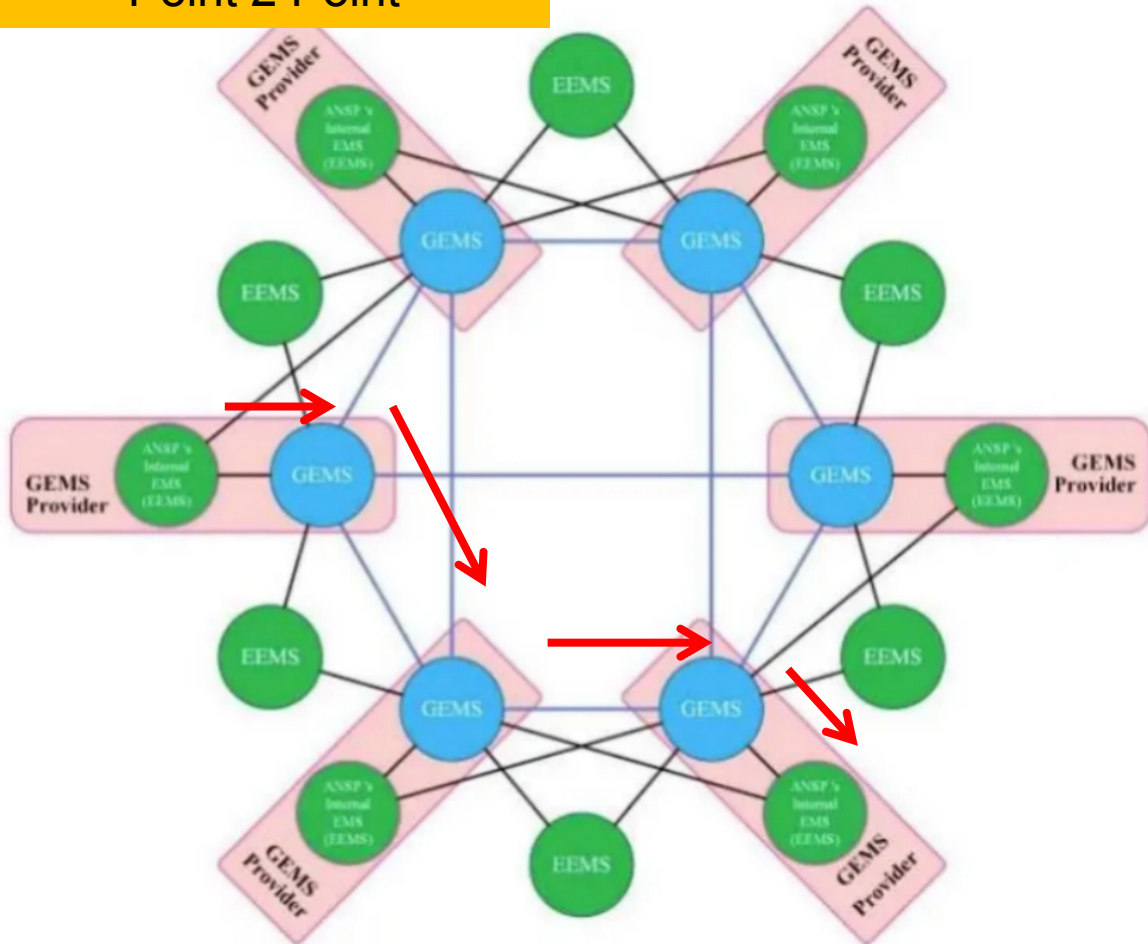 Point 2 Point
GEMS
Provider
EEMS
GEMS
Provider
ANSP 's
Internal
EMS
(EEMS)
ANSP 's
Internal
EMS
(EEMS)
GEMS
GEMS
EEMS
EEMS
GEMS
Provider
ANSP 's
Internal
EMS
(EEMS)
GEMS
GEMS
ANSP 's
Internal
EMS
(EEMS)
GEMS
Provider
EEMS
EEMS
GEMS
GEMS
ANSP 's
Internal
EMS
(EEMS)
ANSP 's
Internal
EMS
(EEMS)
GEMS
Provider
EEMS
GEMS
Provider